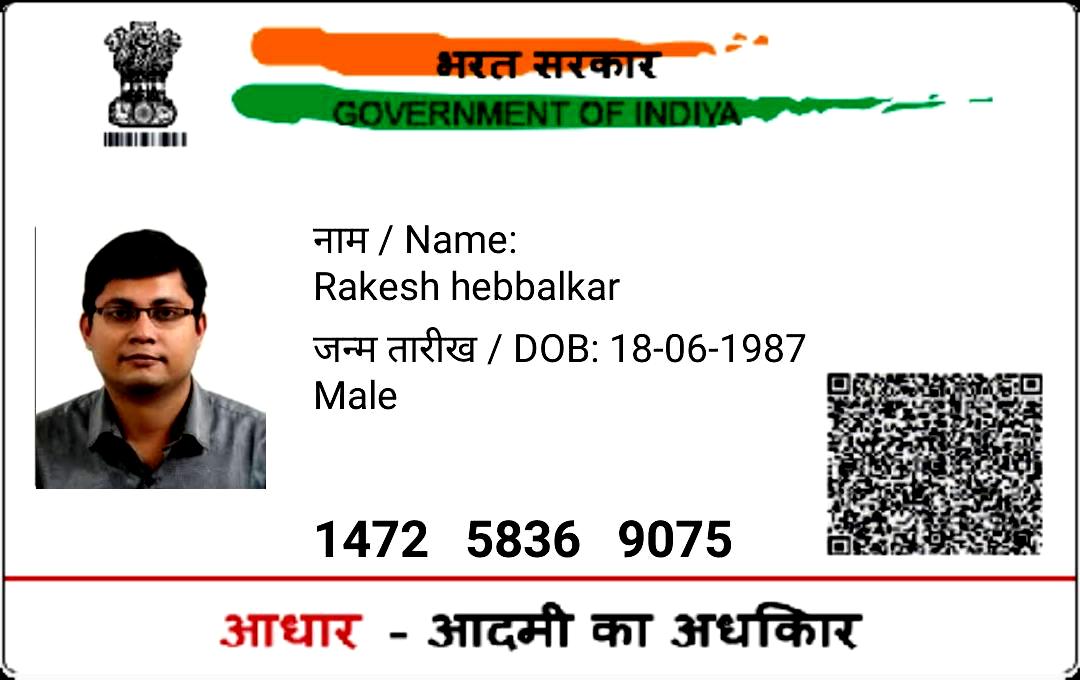 भरत सरकार
GOVERNMENT OF INDIYA
नाम / Name:
Rakesh hebbalkar
जन्म तारीख / DOB: 18-06-1987
Male
1472 5836 9075
आधार - आदमी का अधकिार